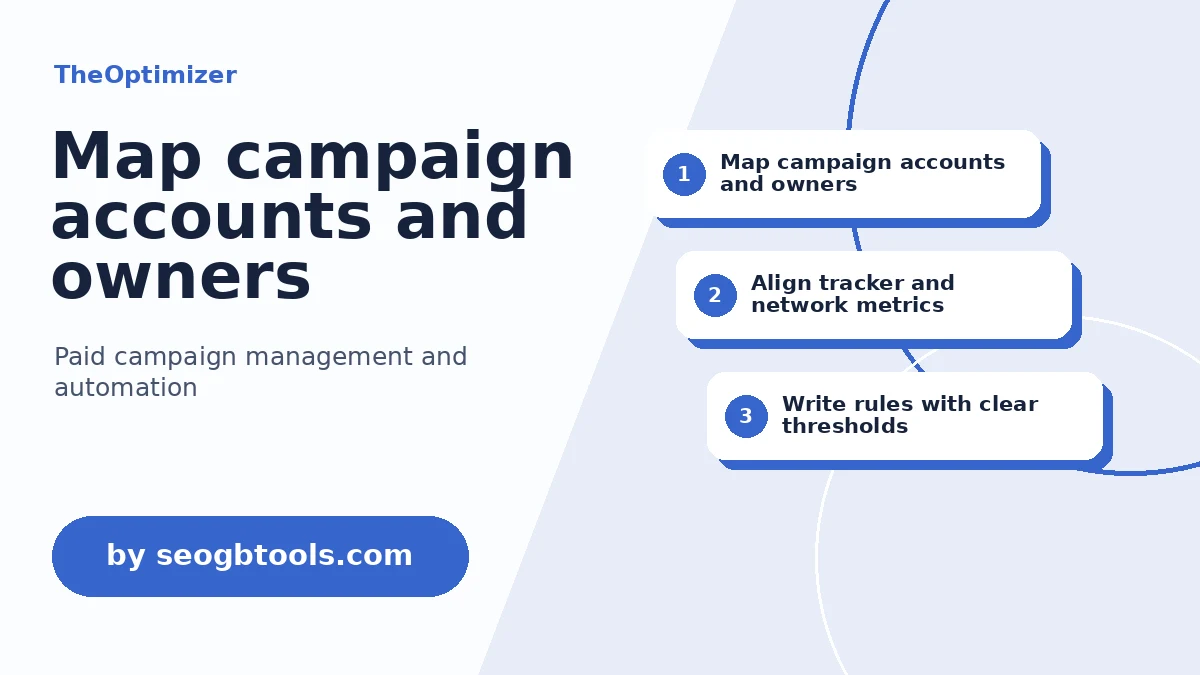 TheOptimizer
Map campaign
accounts and
owners
Paid campaign management and
automation
by seogbtools.com
1
Map campaign accounts
and owners
2
Align tracker and
network metrics
3
Write rules with clear
thresholds